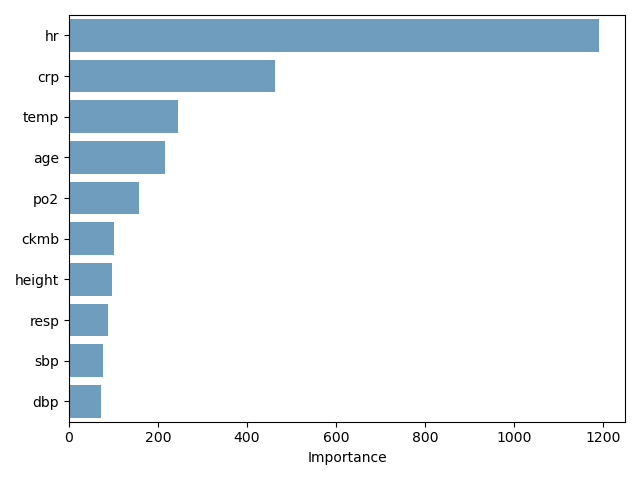 hr
crp
temp
age
po2
ckmb
height
resp
sbp
dbp
0 200 400 600 800 1000 1200
Importance